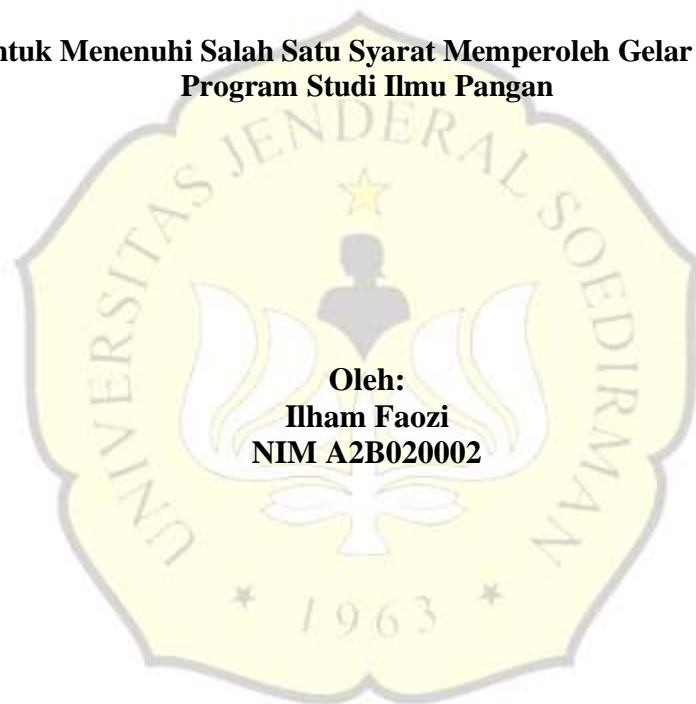 ntuk Menenuhi Salah Satu Syarat Memperoleh Gelar
Program Studi Ilmu Pangan
UNIVERSITAS JENDERAL SOEDIRMAN
Oleh:
Ilham Faozi
NIM A2B020002
* 1963 *